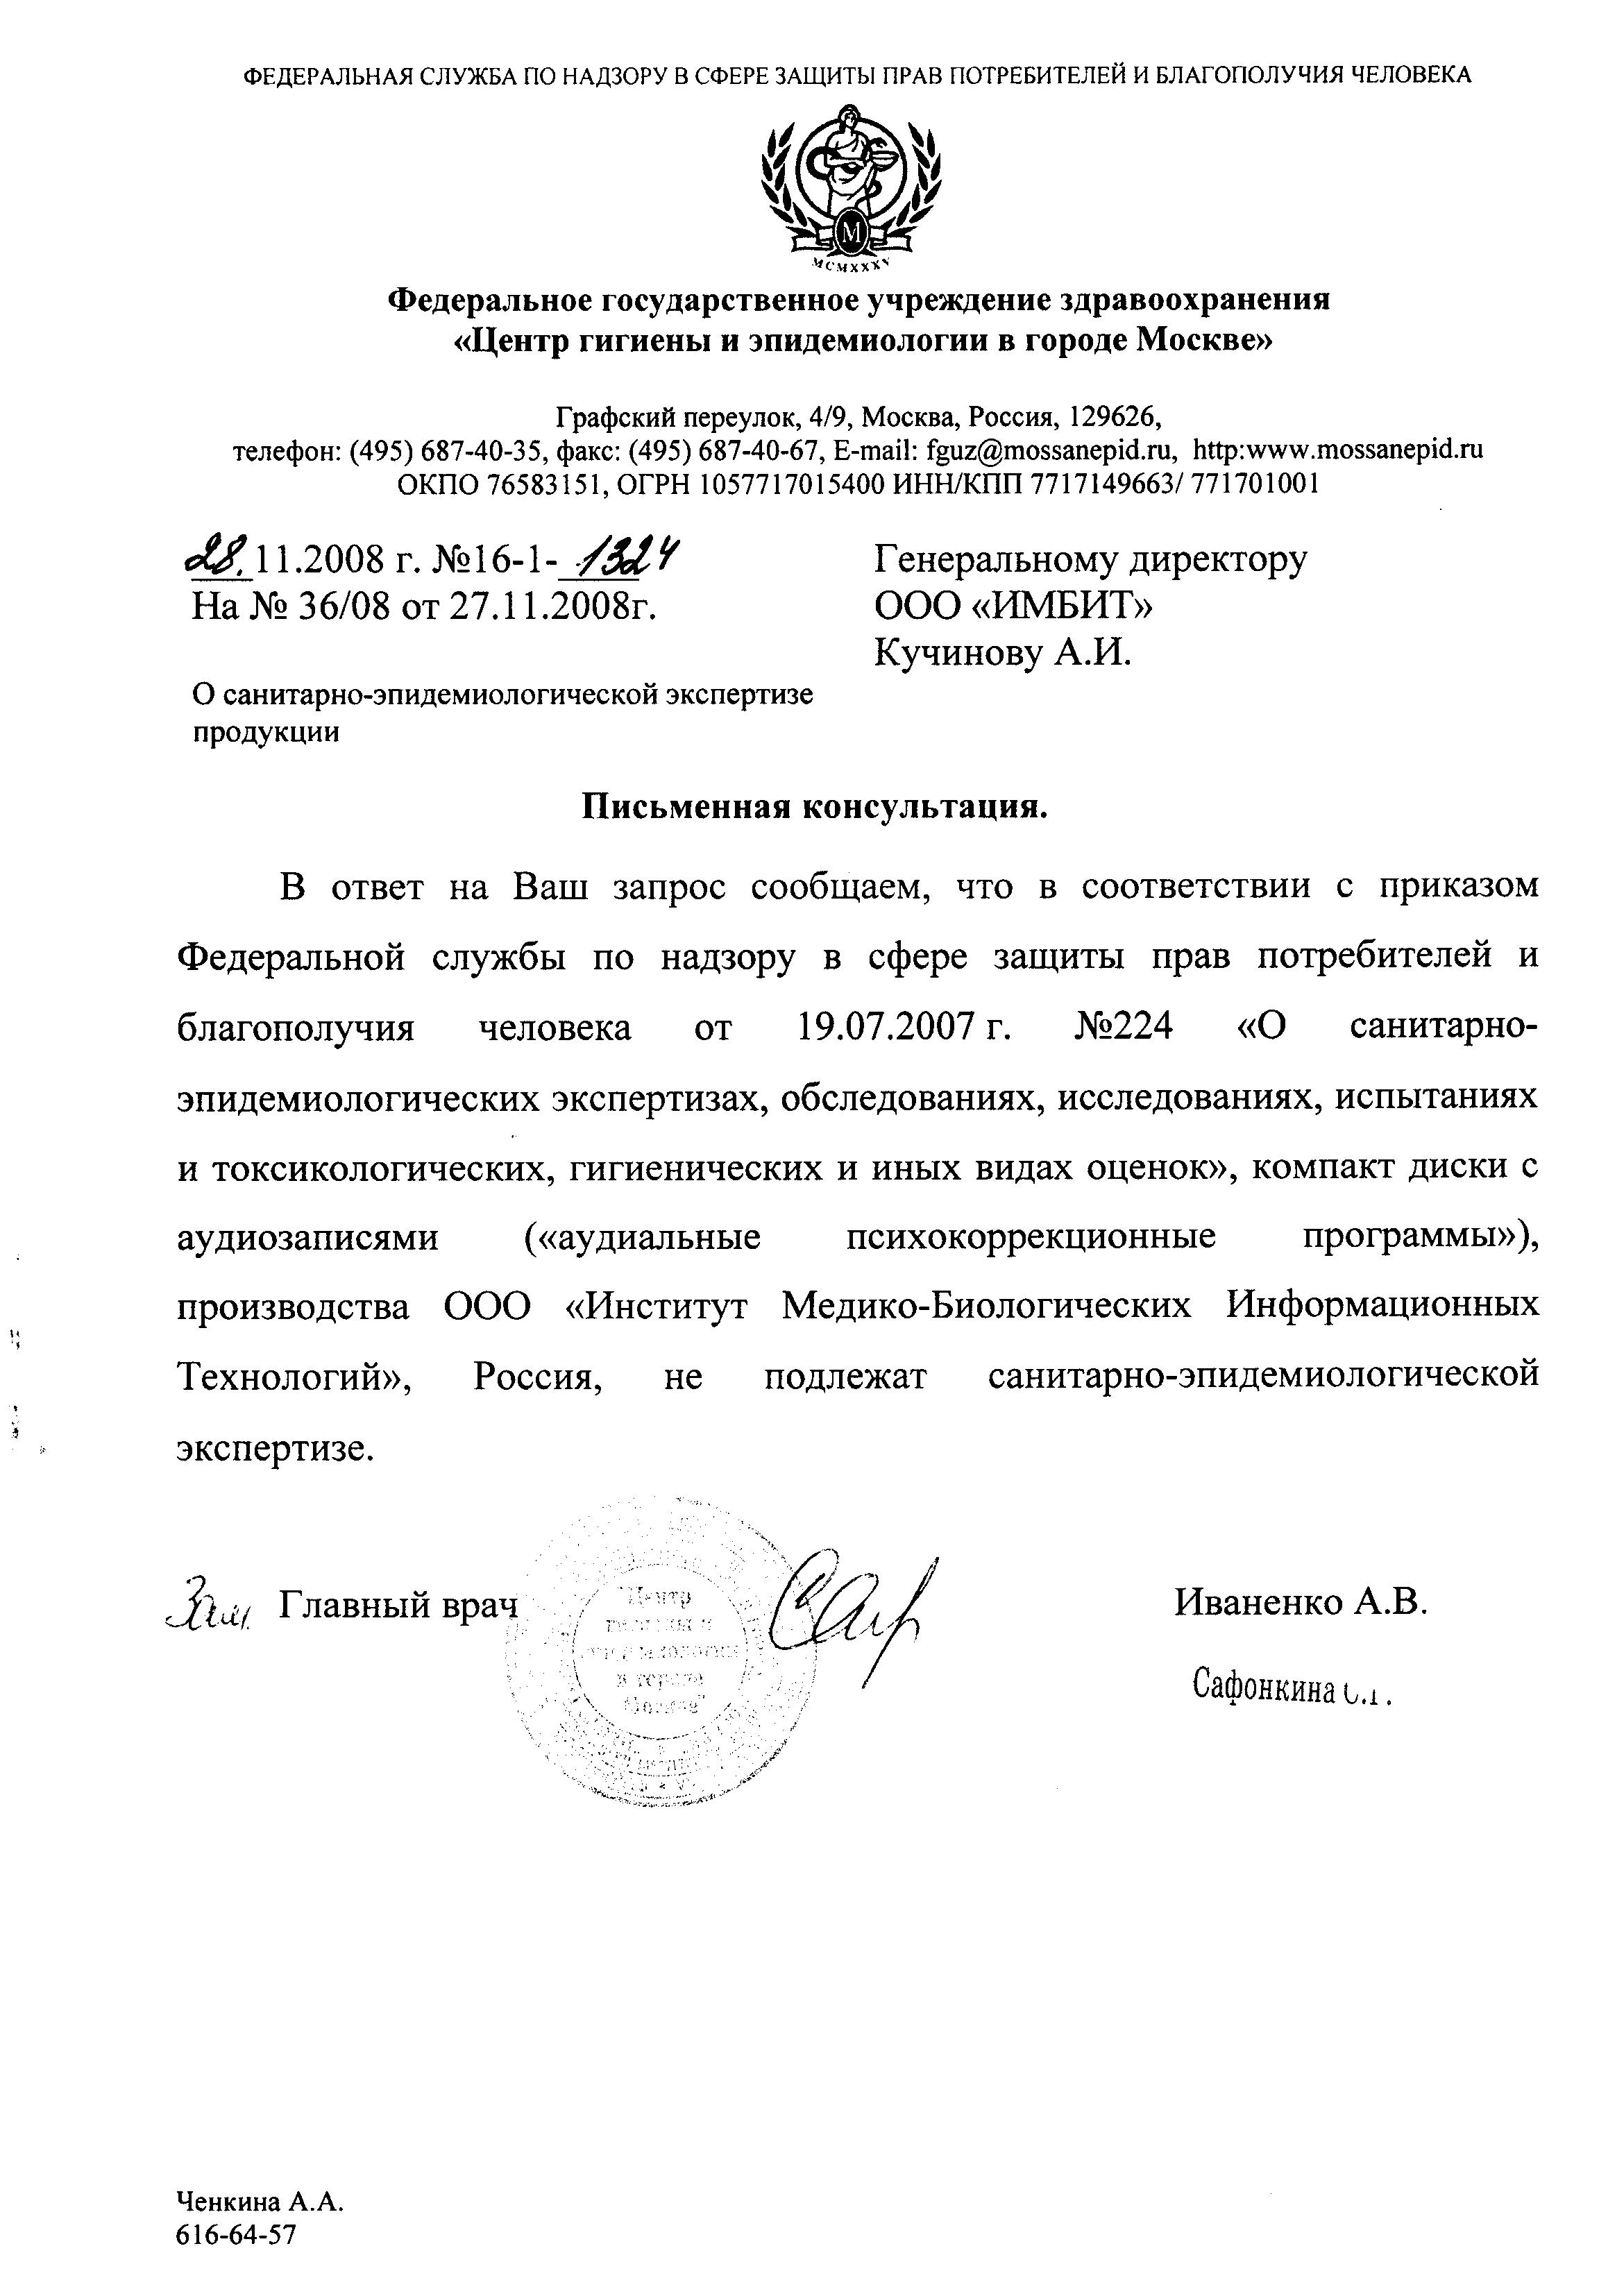 ФЕДЕРАЛЬНАЯ СЛУЖБА ПО НАДЗОРУ В СФЕРЕ ЗАЩИТЫ ПРАВ ПОТРЕБИТЕЛЕЙ И БЛАГОПОЛУЧИЯ ЧЕЛОВЕКА
М
MCMXXXV
Федеральное государственное учреждение здравоохранения
«Центр гигиены и эпидемиологии в городе Москве»
Графский переулок, 4/9, Москва, Россия, 129626,
телефон: (495) 687-40-35, факс: (495) 687-40-67, E-mail: fguz@mossanepid.ru, http:www.mossanepid.ru
ОКПО 76583151, ОГРН 1057717015400 ИНН/КПП 7717149663/ 771701001
28.11.2008 г. №16-1-1324
На № 36/08 от 27.11.2008г.
Генеральному директору
ООО «ИМБИТ»
Кучинову А.И.
О санитарно-эпидемиологической экспертизе
продукции
Письменная консультация.
В ответ на Ваш запрос сообщаем, что в соответствии с приказом
Федеральной службы по надзору в сфере защиты прав потребителей и
благополучия человека от 19.07.2007 г. №224 «О санитарно-
эпидемиологических экспертизах, обследованиях, исследованиях, испытаниях
и токсикологических, гигиенических и иных видах оценок», компакт диски с
аудиозаписями («аудиальные психокоррекционные программы»),
производства ООО «Институт Медико-Биологических Информационных
Технологий», Россия, не подлежат санитарно-эпидемиологической
экспертизе.
Зам. Главный врач
"Центр
гигиены и
эпидемиологии
в городе
Москве"
Иваненко А.В.
Сафонкина
Ченкина А.А.
616-64-57